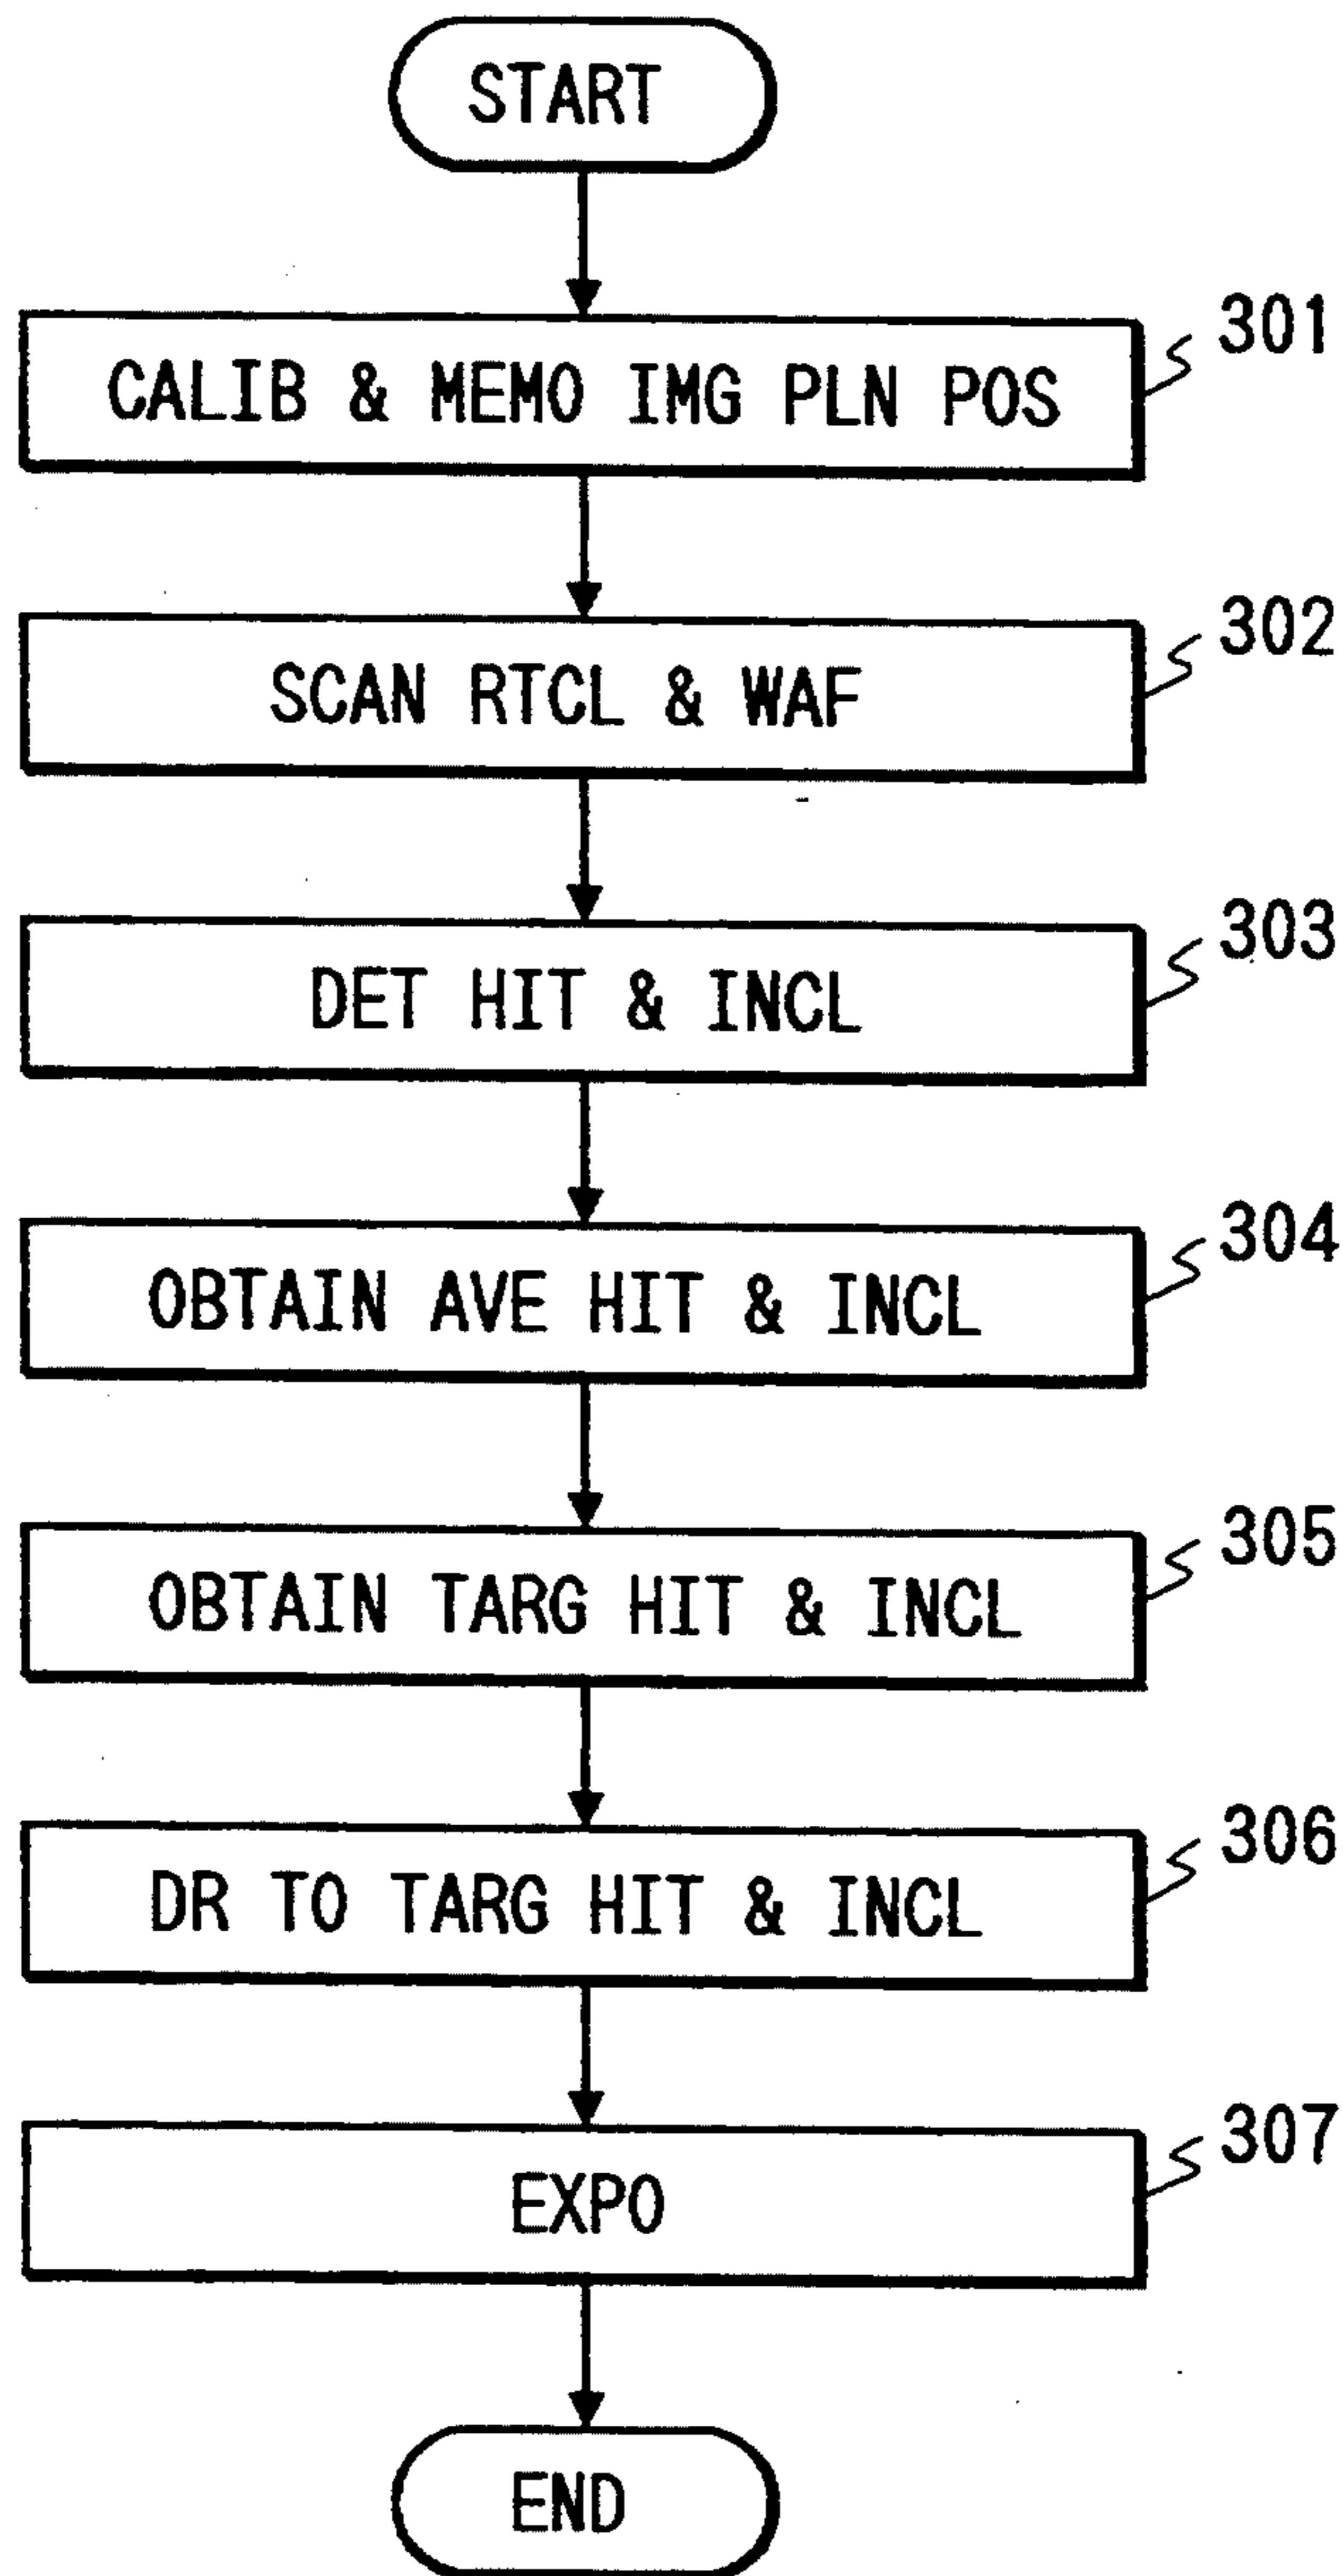 START
301
CALIB & MEMO IMG PLN POS
302
SCAN RTCL & WAF
303
DET HIT & INCL
304
OBTAIN AVE HIT & INCL
305
OBTAIN TARG HIT & INCL
306
DR TO TARG HIT & INCL
307
EXPO
END